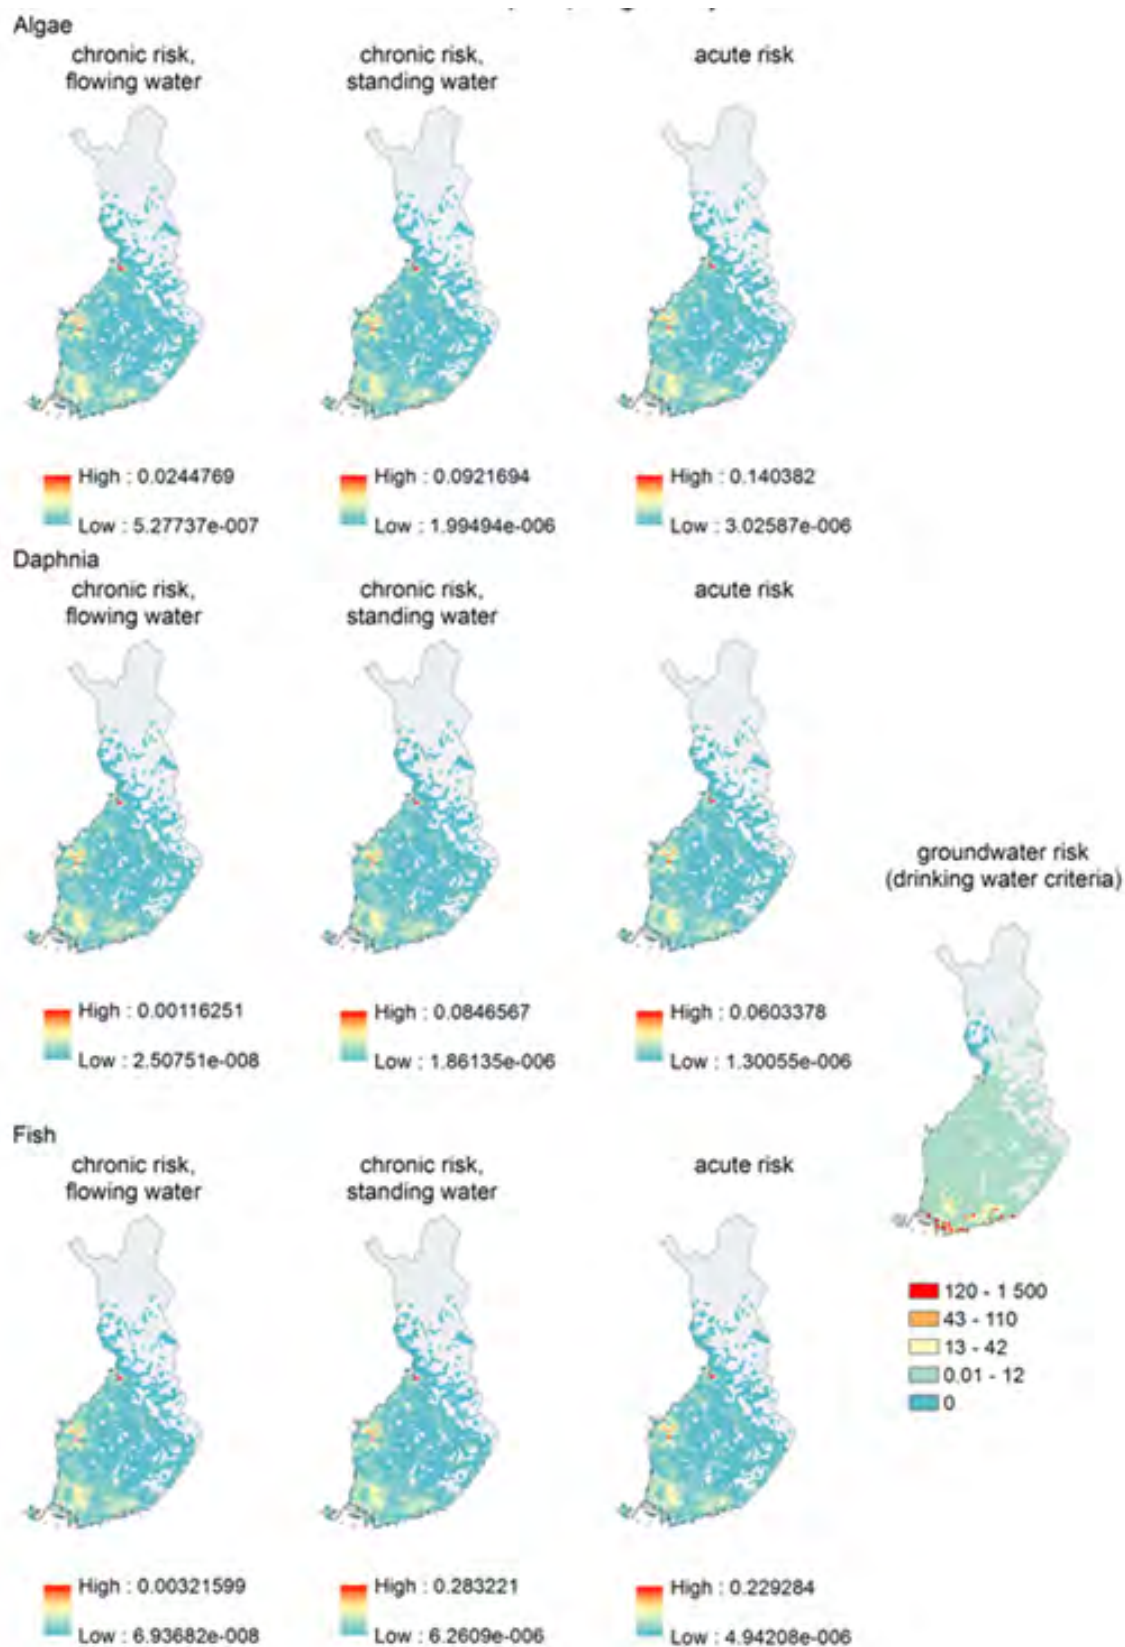 Algae
chronic risk,
flowing water
chronic risk,
standing water
acute risk
High : 0.0244769
Low : 5.27737e-007
High : 0.0921694
Low : 1.99494e-006
High : 0.140382
Low : 3.02587e-006
Daphnia
chronic risk,
flowing water
chronic risk,
standing water
acute risk
High : 0.00116251
Low : 2.50751e-008
High : 0.0846567
Low : 1.86135e-006
High : 0.0603378
Low : 1.30055e-006
groundwater risk
(drinking water criteria)
120 - 1 500
43 - 110
13 - 42
0.01 - 12
0
Fish
chronic risk,
flowing water
chronic risk,
standing water
acute risk
High : 0.00321599
Low : 6.93682e-008
High : 0.283221
Low : 6.2609e-006
High : 0.229284
Low : 4.94208e-006